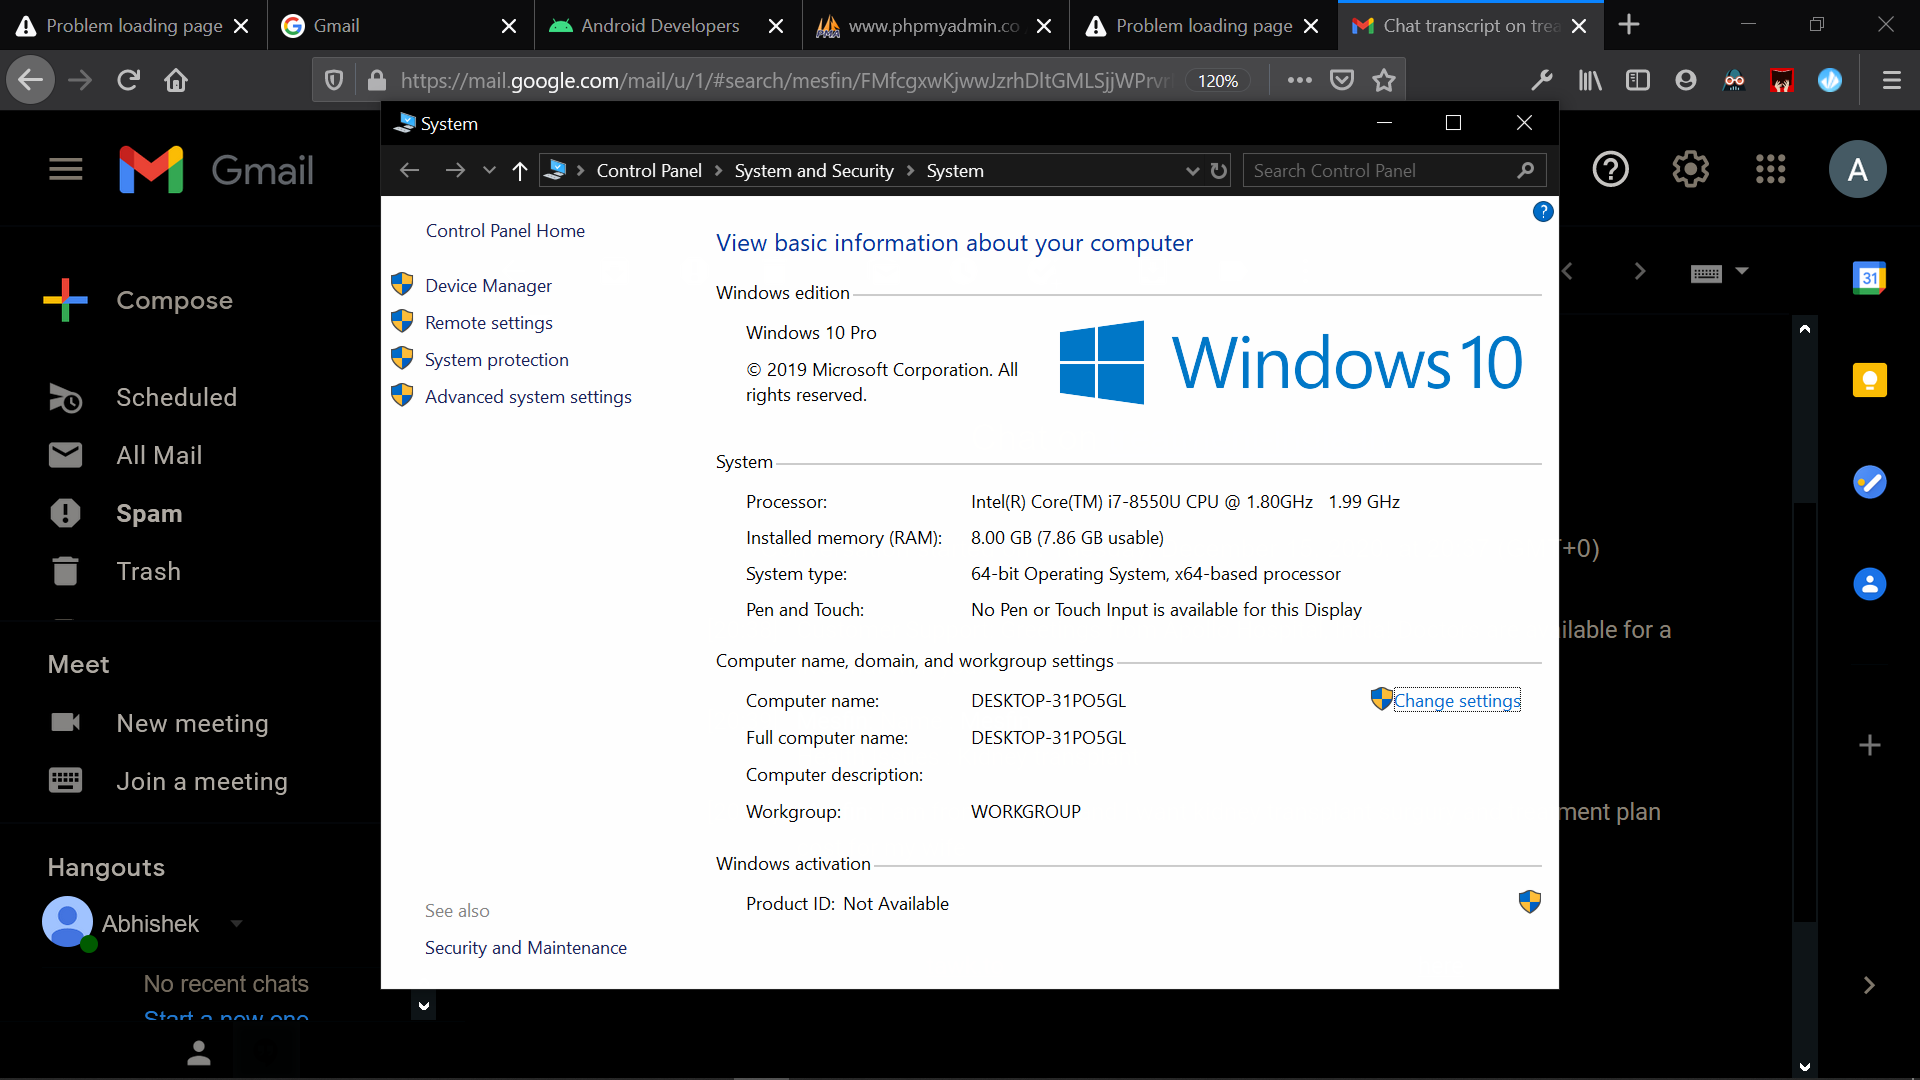 Problem loading page
Gmail
Android Developers
www.phpmyadmin.co
Problem loading page
Chat transcript on trea
https://mail.google.com/mail/u/1/#search/mesfin/FMfcgxwKjwwJzrhDltGMLSjjWPrvr
120%
System
Control Panel
System and Security
System
Search Control Panel
Gmail
A
Compose
Scheduled
All Mail
Spam
Trash
Meet
New meeting
Join a meeting
Hangouts
Abhishek
No recent chats
Start a new one
Control Panel Home
Device Manager
Remote settings
System protection
Advanced system settings
See also
Security and Maintenance
View basic information about your computer
Windows edition
Windows 10 Pro
© 2019 Microsoft Corporation. All
rights reserved.
Windows 10
System
Processor: Intel(R) Core(TM) i7-8550U CPU @ 1.80GHz 1.99 GHz
Installed memory (RAM): 8.00 GB (7.86 GB usable)
System type: 64-bit Operating System, x64-based processor
Pen and Touch: No Pen or Touch Input is available for this Display
Computer name, domain, and workgroup settings
Computer name: DESKTOP-31PO5GL
Change settings
Full computer name: DESKTOP-31PO5GL
Computer description:
Workgroup: WORKGROUP
Windows activation
Product ID: Not Available
+0)
ilable for a
ment plan
31